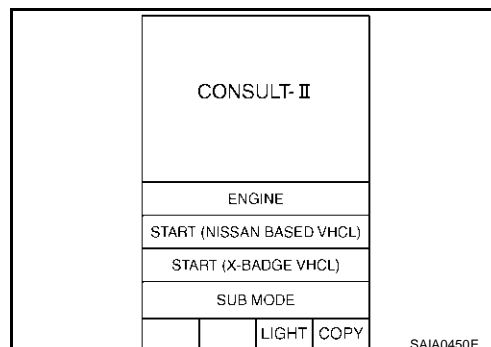 CONSULT-II
ENGINE
START (NISSAN BASED VHCL)
START (X-BADGE VHCL)
SUB MODE
LIGHT COPY
SAIA0450E